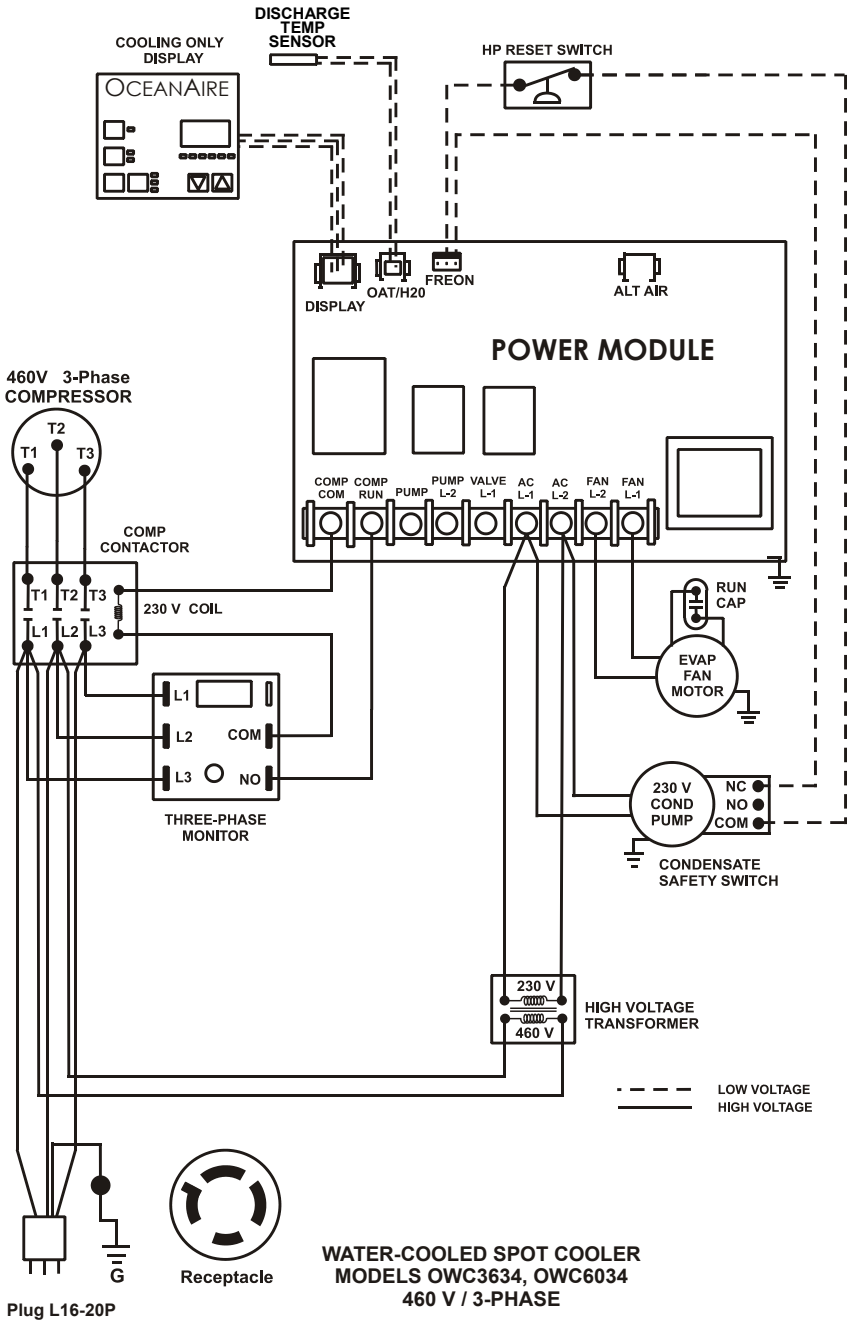 DISCHARGE
TEMP
SENSOR
COOLING ONLY
DISPLAY
OCEANAIRE
HP RESET SWITCH
DISPLAY
OAT/H20
FREON
ALT AIR
POWER MODULE
460V 3-Phase
COMPRESSOR
T1
T2
T3
COMP
COM
COMP
RUN
PUMP
PUMP
L-2
VALVE
L-1
AC
L-1
AC
L-2
FAN
L-2
FAN
L-1
COMP
CONTACTOR
T1
T2
T3
230 V COIL
L1
L2
L3
RUN
CAP
EVAP
FAN
MOTOR
L1
L2
L3
COM
NO
THREE-PHASE
MONITOR
230 V
COND
PUMP
NC
NO
COM
CONDENSATE
SAFETY SWITCH
230 V
460 V
HIGH VOLTAGE
TRANSFORMER
LOW VOLTAGE
HIGH VOLTAGE
G
Receptacle
Plug L16-20P
WATER-COOLED SPOT COOLER
MODELS OWC3634, OWC6034
460 V / 3-PHASE